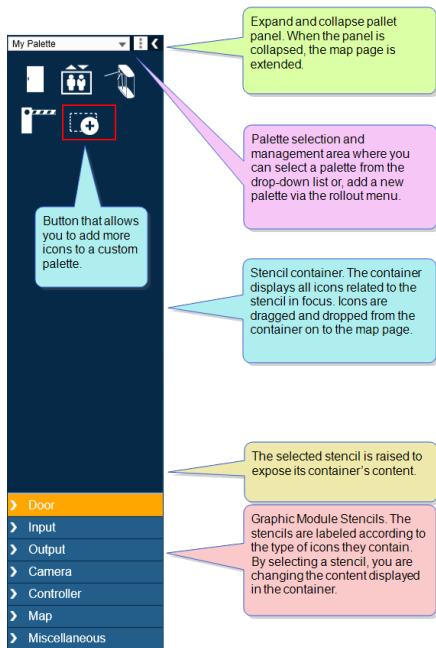 Expand and collapse pallet
panel. When the panel is
collapsed, the map page is
extended.
My Palette
Palette selection and
management area where you
can select a palette from the
drop-down list or, add a new
palette via the rollout menu.
Button that allows
you to add more
icons to a custom
palette.
Stencil container. The container
displays all icons related to the
stencil in focus. Icons are
dragged and dropped from the
container on to the map page.
The selected stencil is raised to
expose its container's content.
Door
Input
Output
Camera
Controller
Map
Miscellaneous
Graphic Module Stencils. The
stencils are labeled according to
the type of icons they contain.
By selecting a stencil, you are
changing the content displayed
in the container.